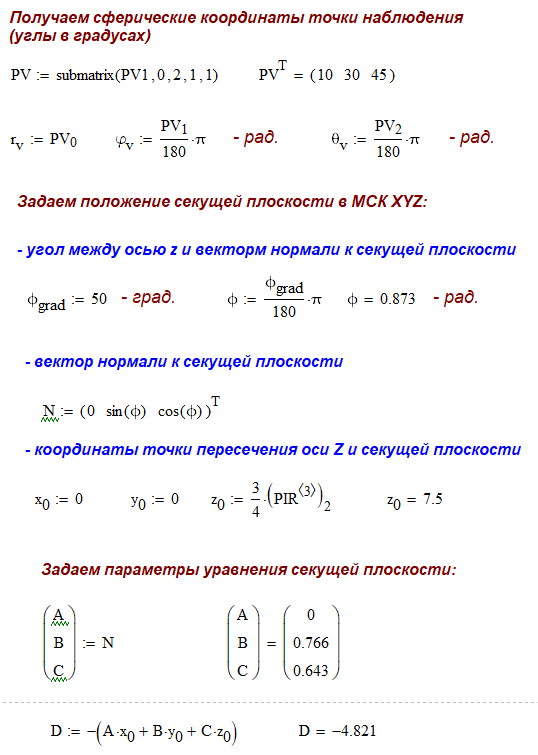 Получаем сферические координаты точки наблюдения
(углы в градусах)
PV := submatrix(PV1, 0, 2, 1, 1) PV^T = (10 30 45)
r_v := PV_0 φ_v := PV_1/180·π - рад. θ_v := PV_2/180·π - рад.
Задаем положение секущей плоскости в МСК XYZ:
- угол между осью z и векторм нормали к секущей плоскости
ϕ_grad := 50 - град. ϕ := ϕ_grad/180·π ϕ = 0.873 - рад.
- вектор нормали к секущей плоскости
N := (0 sin(ϕ) cos(ϕ))^T
- координаты точки пересечения оси Z и секущей плоскости
x_0 := 0 y_0 := 0 z_0 := 3/4·(PIR^⟨3⟩)_2 z_0 = 7.5
Задаем параметры уравнения секущей плоскости:
(A B C) := N (A B C) = (0 0.766 0.643)
D := -(A·x_0 + B·y_0 + C·z_0) D = -4.821